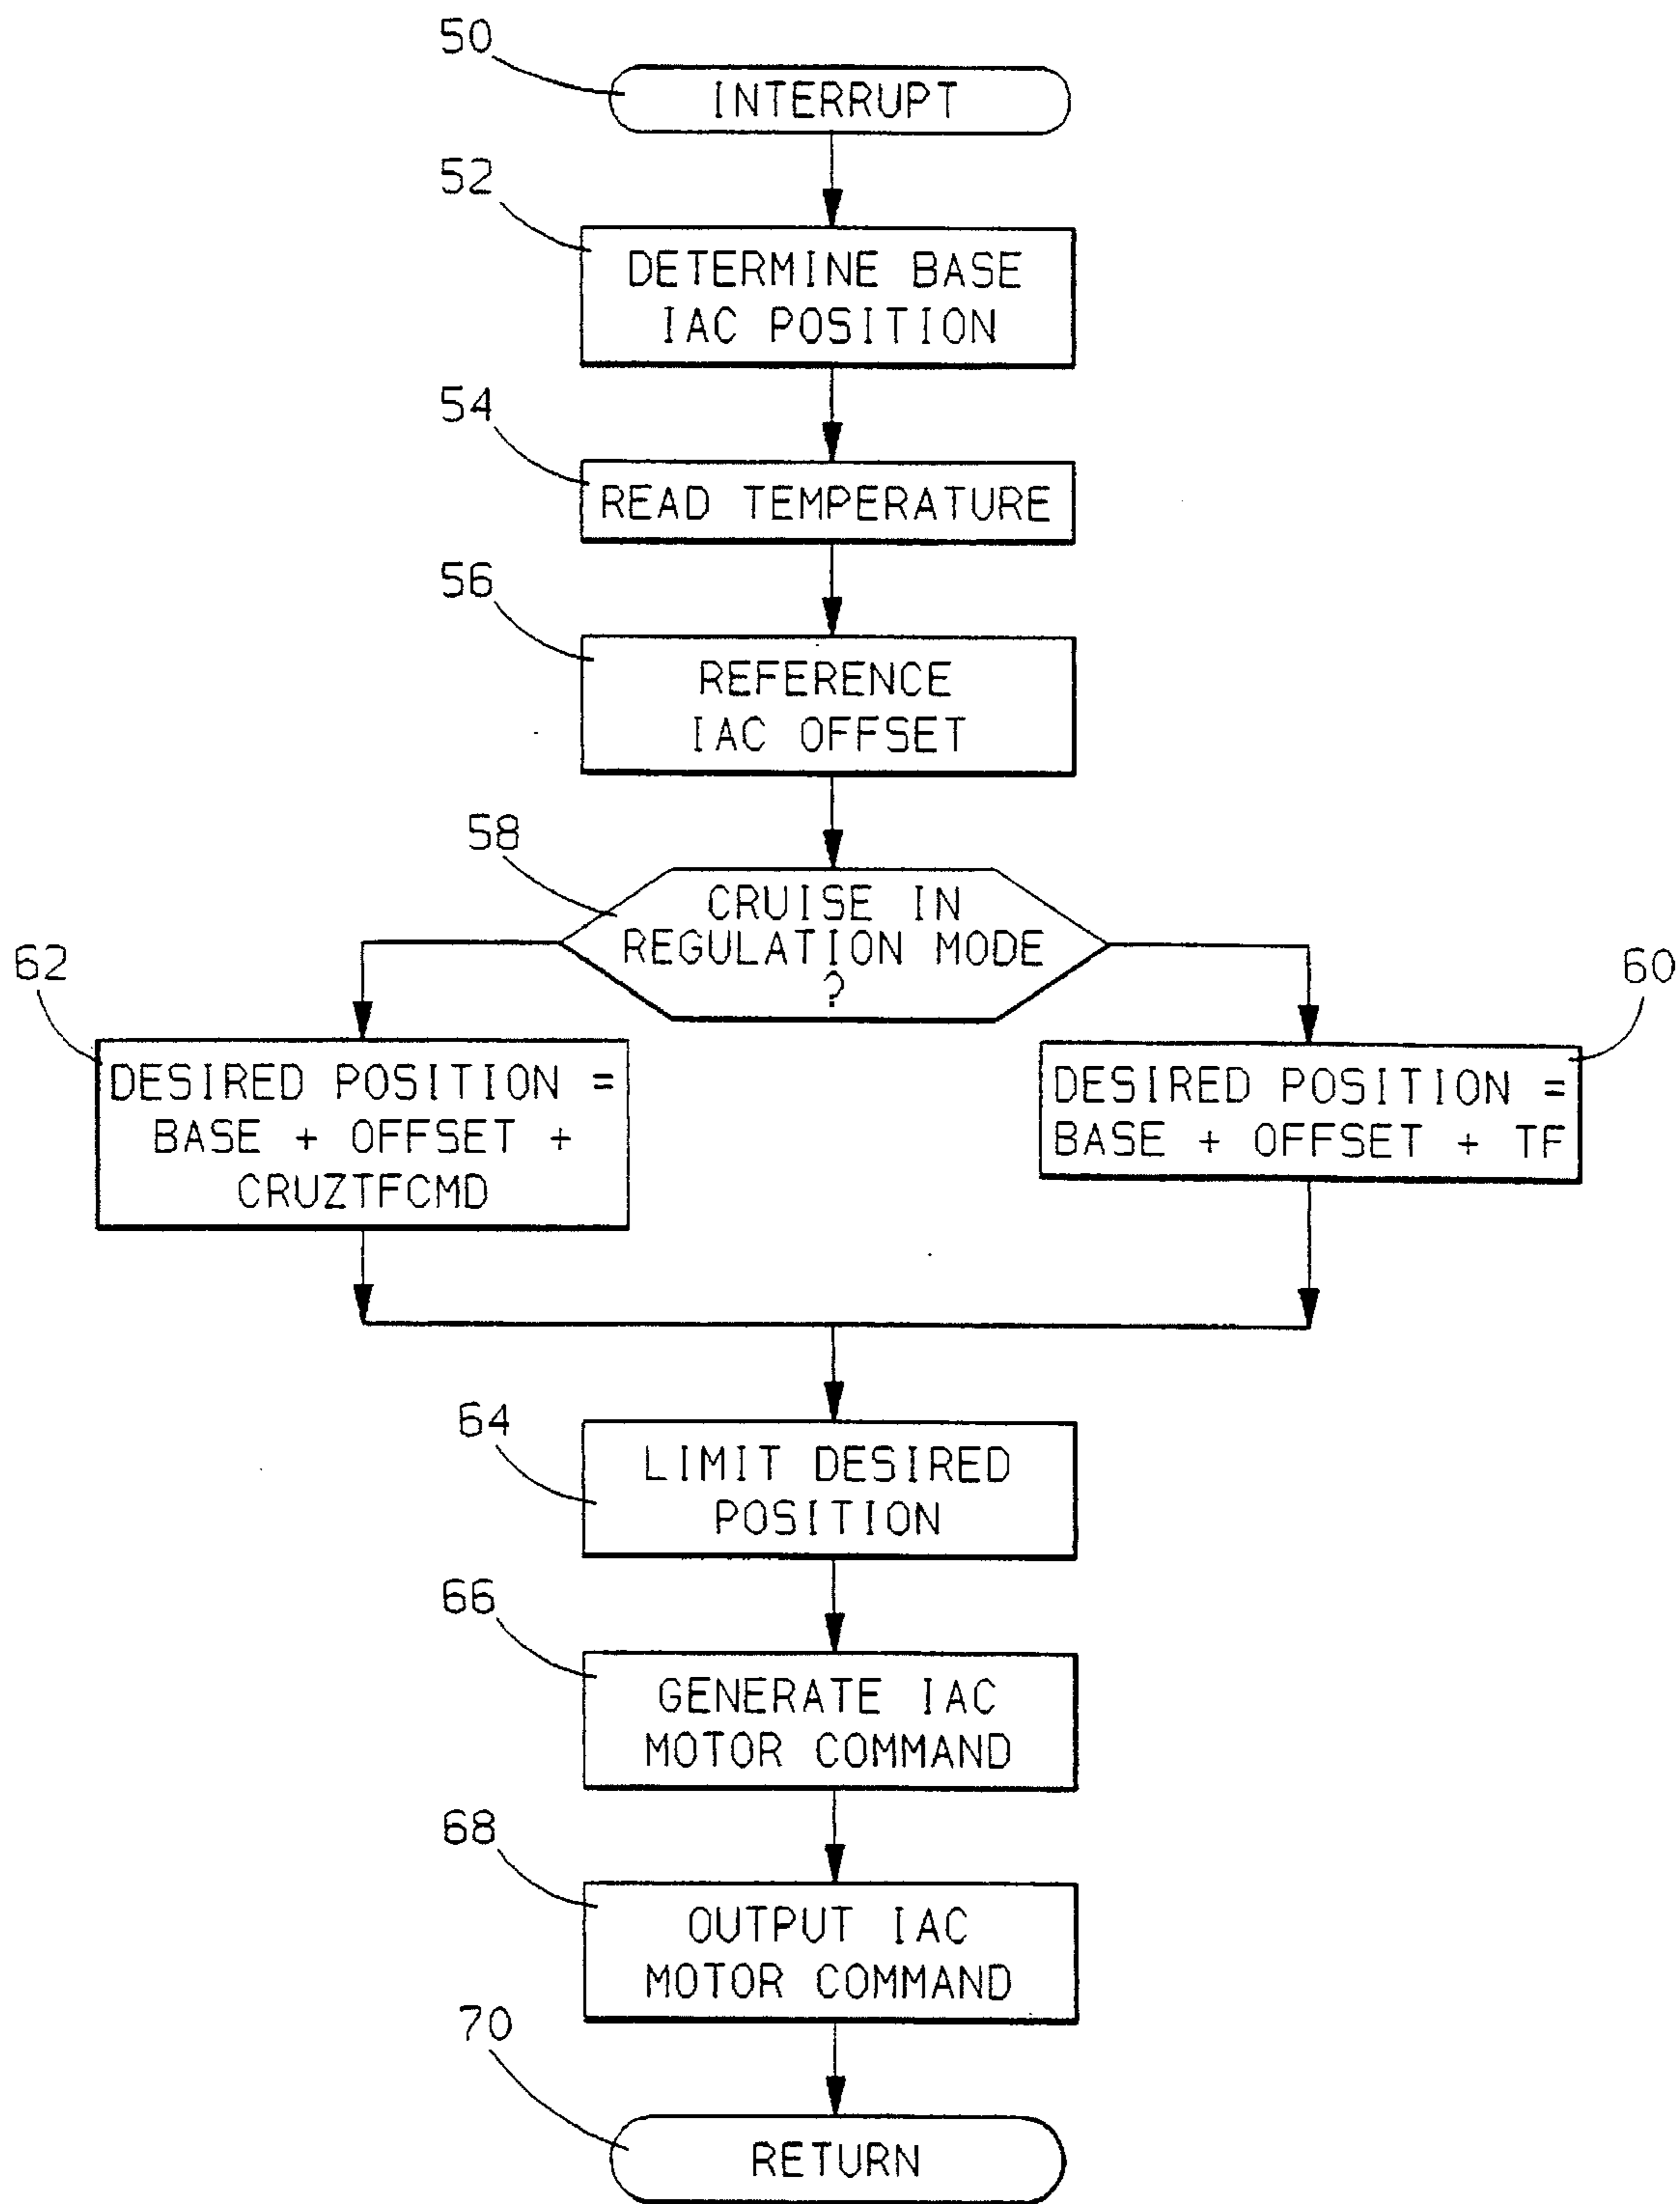 50
INTERRUPT
52
DETERMINE BASE
IAC POSITION
54
READ TEMPERATURE
56
REFERENCE
IAC OFFSET
58
CRUISE IN
REGULATION MODE
?
62
DESIRED POSITION =
BASE + OFFSET +
CRUZTFCMD
60
DESIRED POSITION =
BASE + OFFSET + TF
64
LIMIT DESIRED
POSITION
66
GENERATE IAC
MOTOR COMMAND
68
OUTPUT IAC
MOTOR COMMAND
70
RETURN